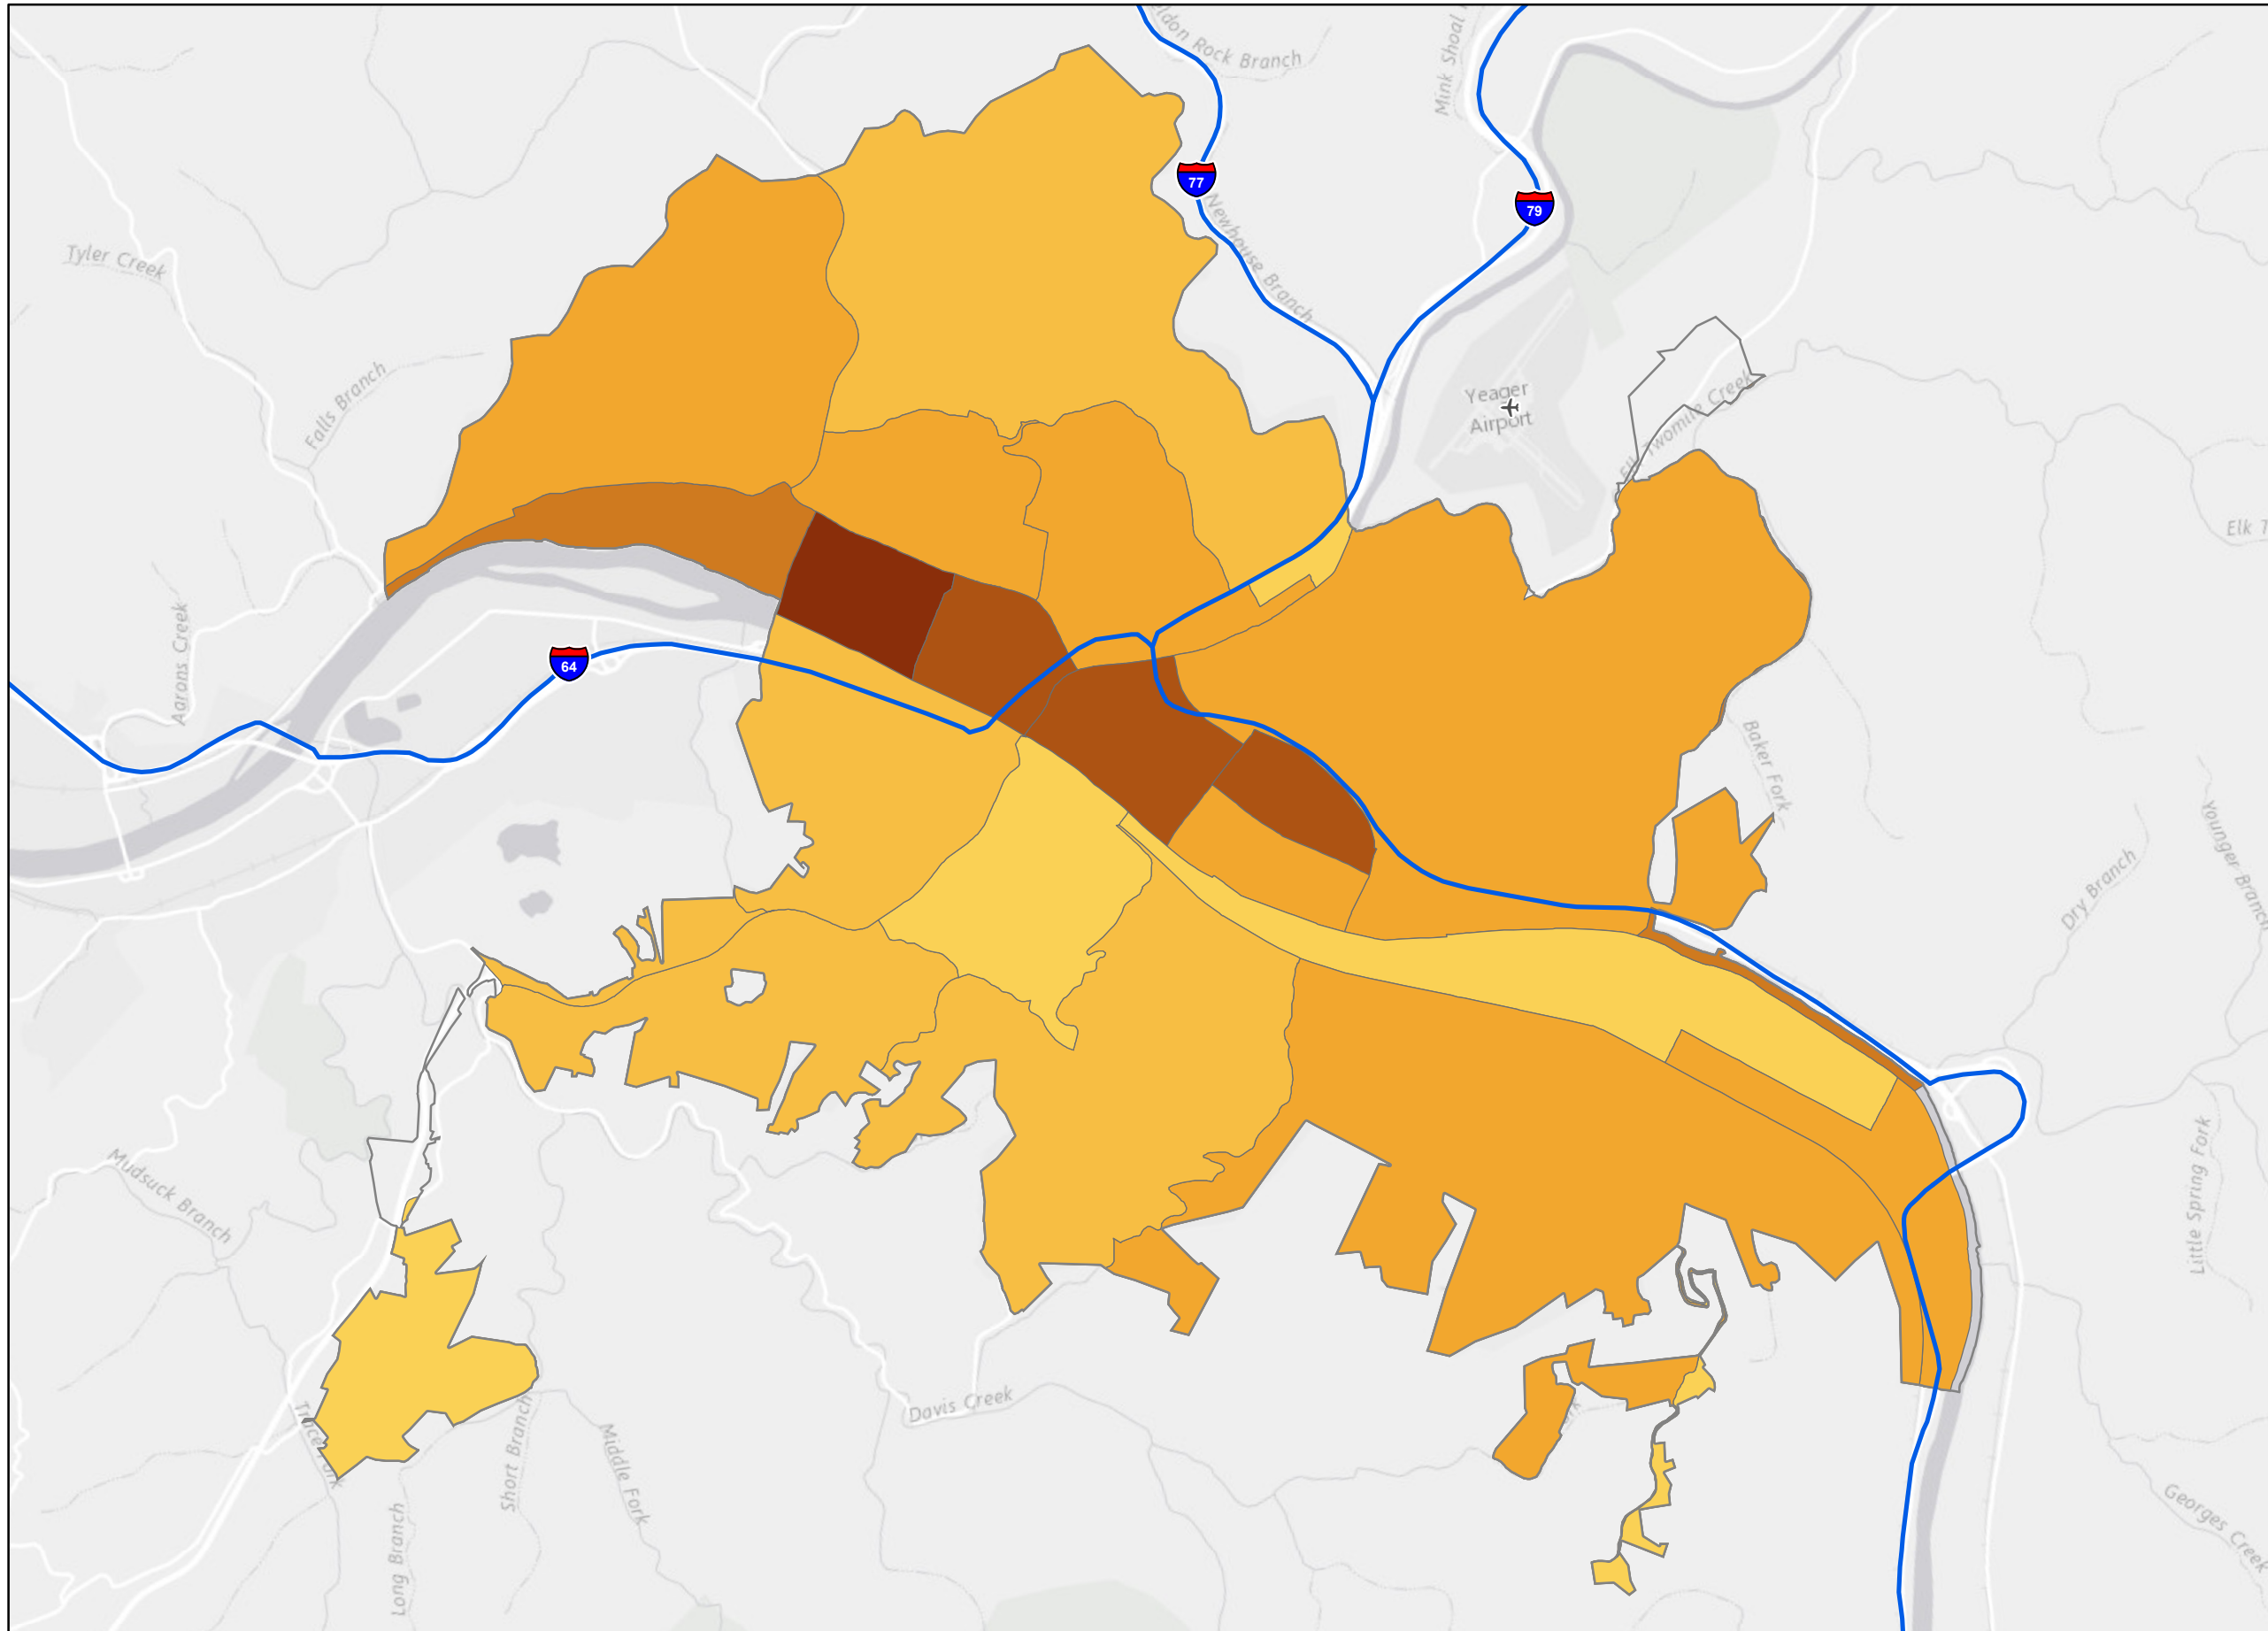 Rock Branch
Mink Shoal
77
79
Newhouse Branch
Tyler Creek
Falls Branch
Yeager
Airport
Twomile Creek
Elk
Aarons Creek
64
Baker Fork
Younger Branch
Dry Branch
Mudsuck Branch
Little Spring Fork
Davis Creek
Short Branch
Middle Fork
Long Branch
Georges Creek